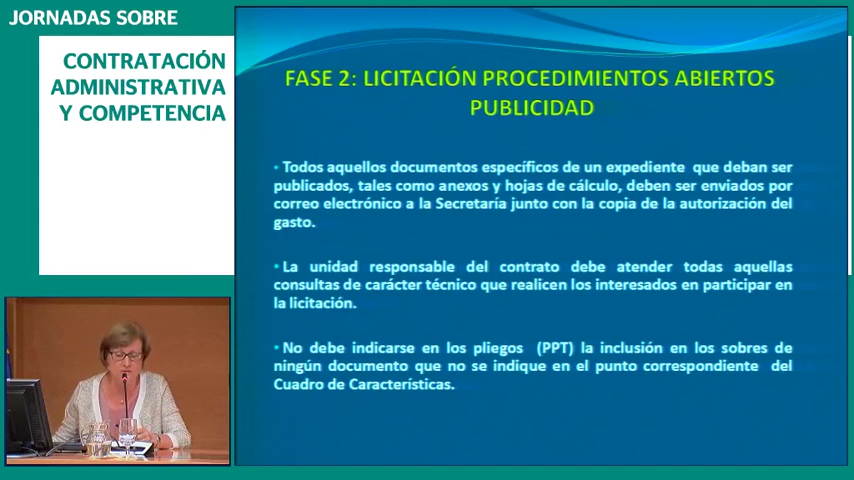 JORNADAS SOBRE
CONTRATACIÓN
ADMINISTRATIVA
Y COMPETENCIA
FASE 2: LICITACIÓN PROCEDIMIENTOS ABIERTOS
PUBLICIDAD
• Todos aquellos documentos específicos de un expediente que deban ser
publicados, tales como anexos y hojas de cálculo, deben ser enviados por
correo electrónico a la Secretaría junto con la copia de la autorización del
gasto.
• La unidad responsable del contrato debe atender todas aquellas
consultas de carácter técnico que realicen los interesados en participar en
la licitación.
• No debe indicarse en los pliegos (PPT) la inclusión en los sobres de
ningún documento que no se indique en el punto correspondiente del
Cuadro de Características.